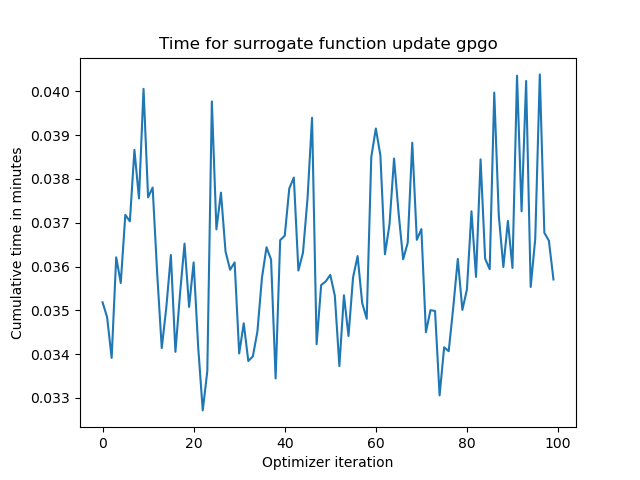 Time for surrogate function update gpgo
Cumulative time in minutes
0.040
0.039
0.038
0.037
0.036
0.035
0.034
0.033
0 20 40 60 80 100
Optimizer iteration